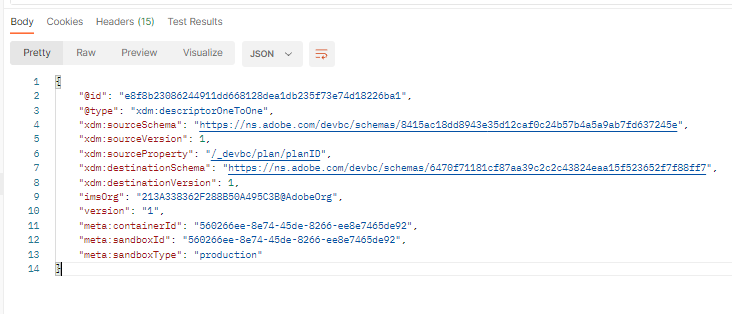 Body Cookies Headers (15) Test Results
Pretty Raw Preview Visualize JSON
1 {
2 "@id": "e8f8b23086244911dd668128dea1db235f73e74d18226ba1",
3 "@type": "xdm:descriptorOneToOne",
4 "xdm:sourceSchema": "https://ns.adobe.com/devbc/schemas/8415ac18dd8943e35d12caf0c24b57b4a5a9ab7fd637245e",
5 "xdm:sourceVersion": 1,
6 "xdm:sourceProperty": "/_devbc/plan/planID",
7 "xdm:destinationSchema": "https://ns.adobe.com/devbc/schemas/6470f71181cf87aa39c2c2c43824eaa15f523652f7f88ff7",
8 "xdm:destinationVersion": 1,
9 "imsOrg": "213A338362F288B50A495C3B@AdobeOrg",
10 "version": "1",
11 "meta:containerId": "560266ee-8e74-45de-8266-ee8e7465de92",
12 "meta:sandboxId": "560266ee-8e74-45de-8266-ee8e7465de92",
13 "meta:sandboxType": "production"
14 }